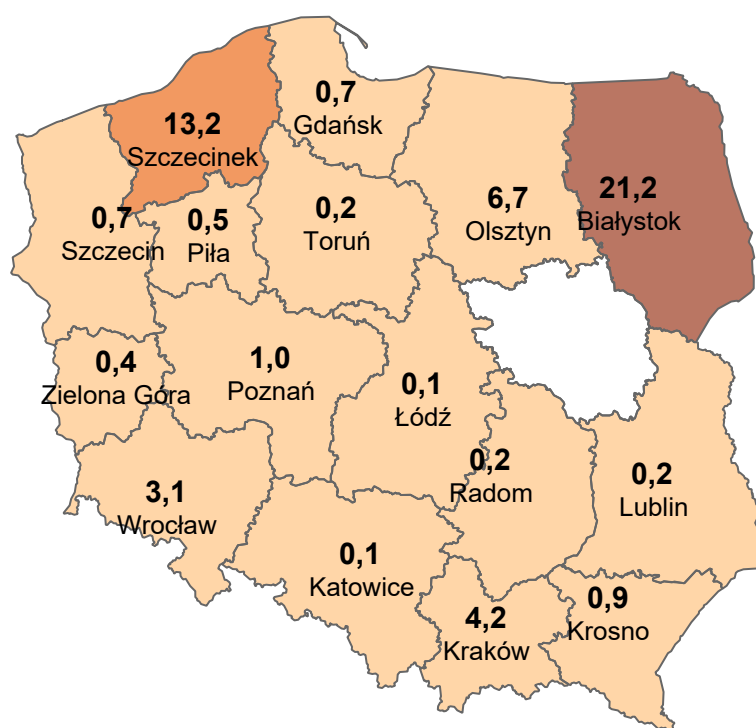 0,7
Gdańsk
13,2
Szczecinek
6,7
Olsztyn
21,2
Białystok
0,7
Szczecin
0,5
Piła
0,2
Toruń
0,4
Zielona Góra
1,0
Poznań
0,1
Łódź
0,2
Radom
0,2
Lublin
3,1
Wrocław
0,1
Katowice
4,2
Kraków
0,9
Krosno